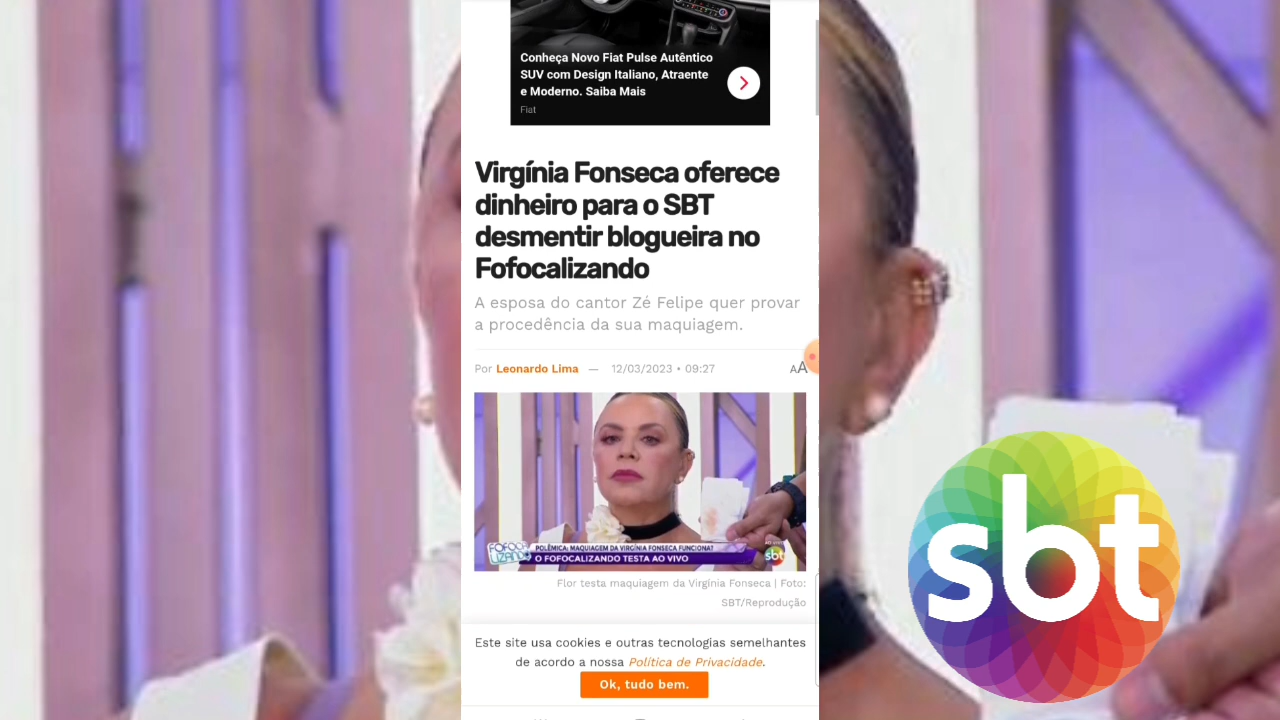 Conheça Novo Fiat Pulse Autêntico
SUV com Design Italiano, Atraente
e Moderno. Saiba Mais
Fiat
Virgínia Fonseca oferece
dinheiro para o SBT
desmentir blogueira no
Fofocalizando
A esposa do cantor Zé Felipe quer provar
a procedência da sua maquiagem.
Por Leonardo Lima — 12/03/2023 • 09:27
AA
FOFOCA
LIZANDO
POLÊMICA: MAQUIAGEM DA VIRGÍNIA FONSECA FUNCIONA?
O FOFOCALIZANDO TESTA AO VIVO
sbt
Flor testa maquiagem da Virgínia Fonseca | Foto:
SBT/Reprodução
Este site usa cookies e outras tecnologias semelhantes
de acordo a nossa Política de Privacidade.
Ok, tudo bem.
sbt